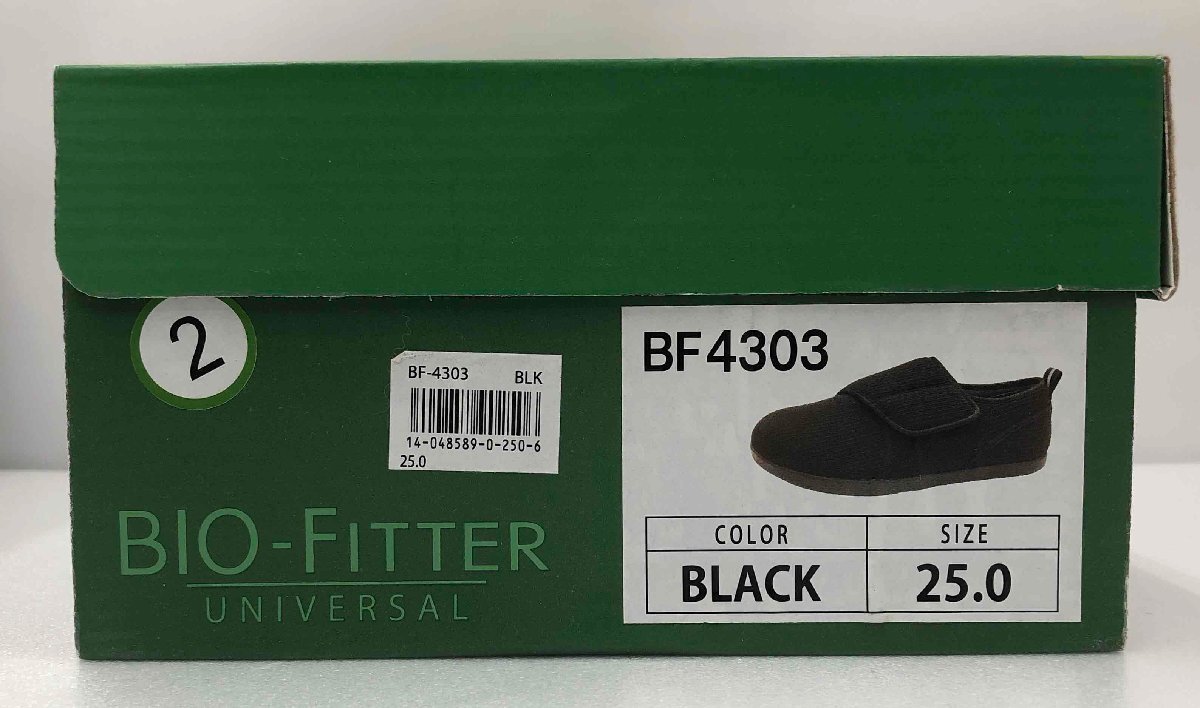 2
BF-4303 BLK
14-048589-0-250-6
25.0
BIO-FITTER
UNIVERSAL
BF4303
COLOR SIZE
BLACK 25.0